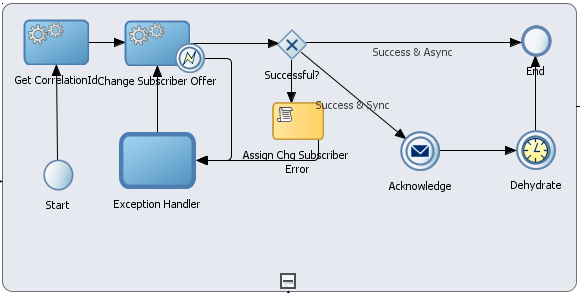 Get CorrelationId
Change Subscriber Offer
Successful?
Success & Async
End
Success & Sync
Assign Chg Subscriber
Error
Start
Exception Handler
Acknowledge
Dehydrate